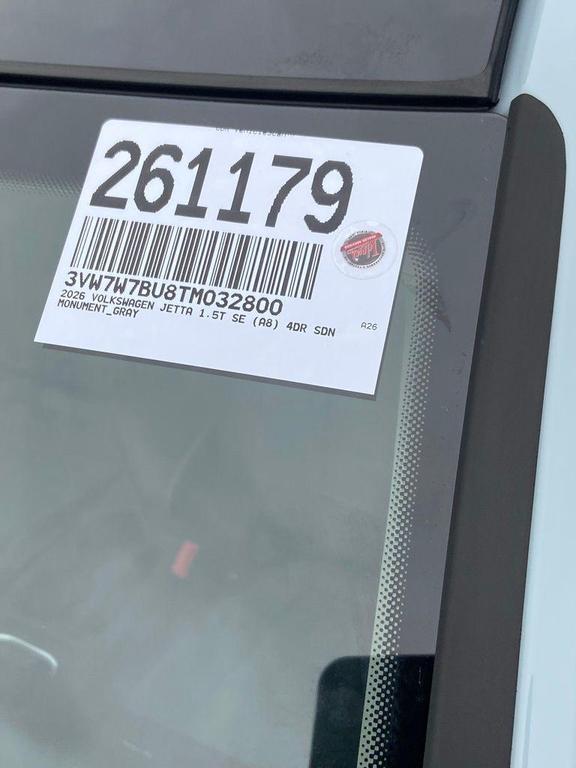 261179
3VW7W7BU8TM032800
2026 VOLKSWAGEN JETTA 1.5T SE (A8) 4DR SDN
A26
MONUMENT_GRAY